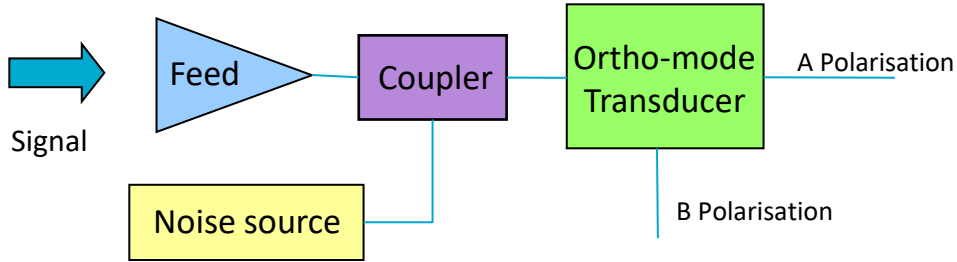 Signal
Feed
Coupler
Ortho-mode
Transducer
A Polarisation
Noise source
B Polarisation